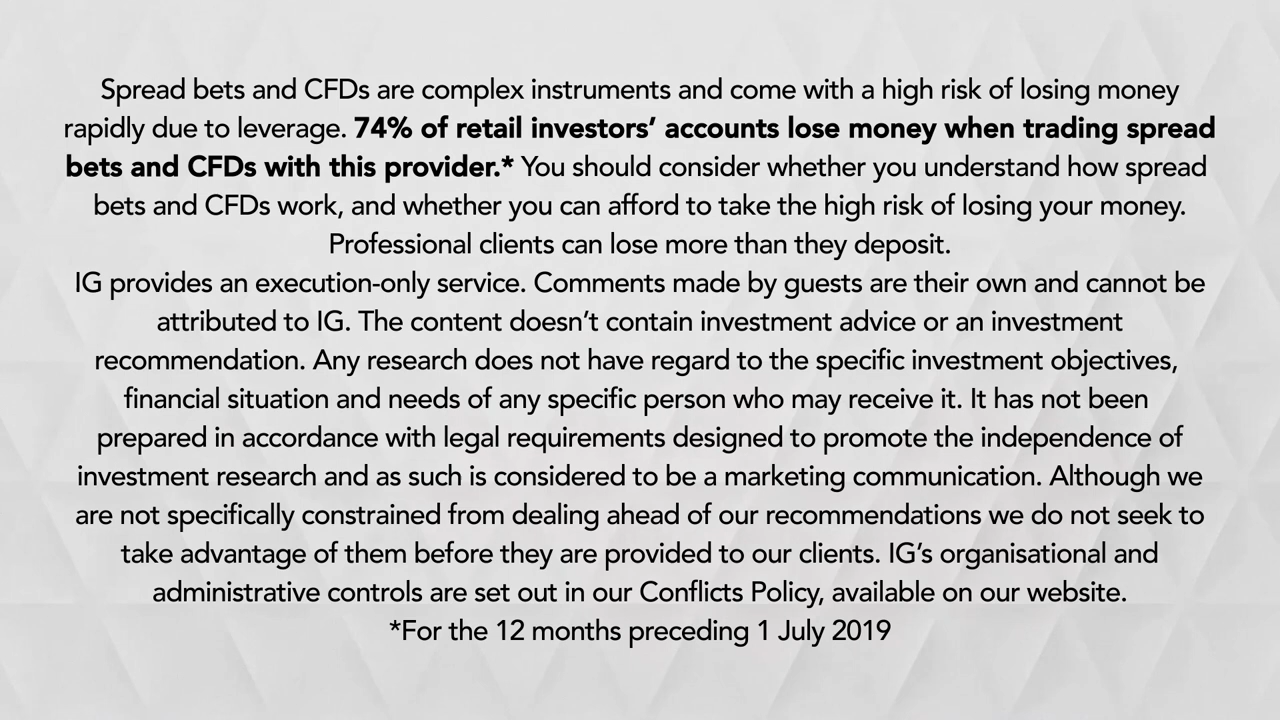 Spread bets and CFDs are complex instruments and come with a high risk of losing money
rapidly due to leverage. 74% of retail investors’ accounts lose money when trading spread
bets and CFDs with this provider.* You should consider whether you understand how spread
bets and CFDs work, and whether you can afford to take the high risk of losing your money.
Professional clients can lose more than they deposit.
IG provides an execution-only service. Comments made by guests are their own and cannot be
attributed to IG. The content doesn’t contain investment advice or an investment
recommendation. Any research does not have regard to the specific investment objectives,
financial situation and needs of any specific person who may receive it. It has not been
prepared in accordance with legal requirements designed to promote the independence of
investment research and as such is considered to be a marketing communication. Although we
are not specifically constrained from dealing ahead of our recommendations we do not seek to
take advantage of them before they are provided to our clients. IG’s organisational and
administrative controls are set out in our Conflicts Policy, available on our website.
*For the 12 months preceding 1 July 2019